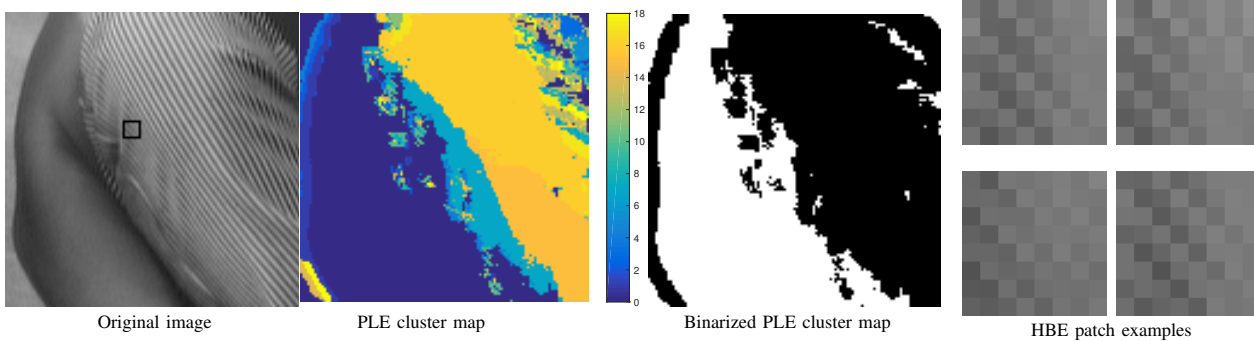 18
16
14
12
10
8
6
4
2
0
Original image
PLE cluster map
Binarized PLE cluster map
HBE patch examples